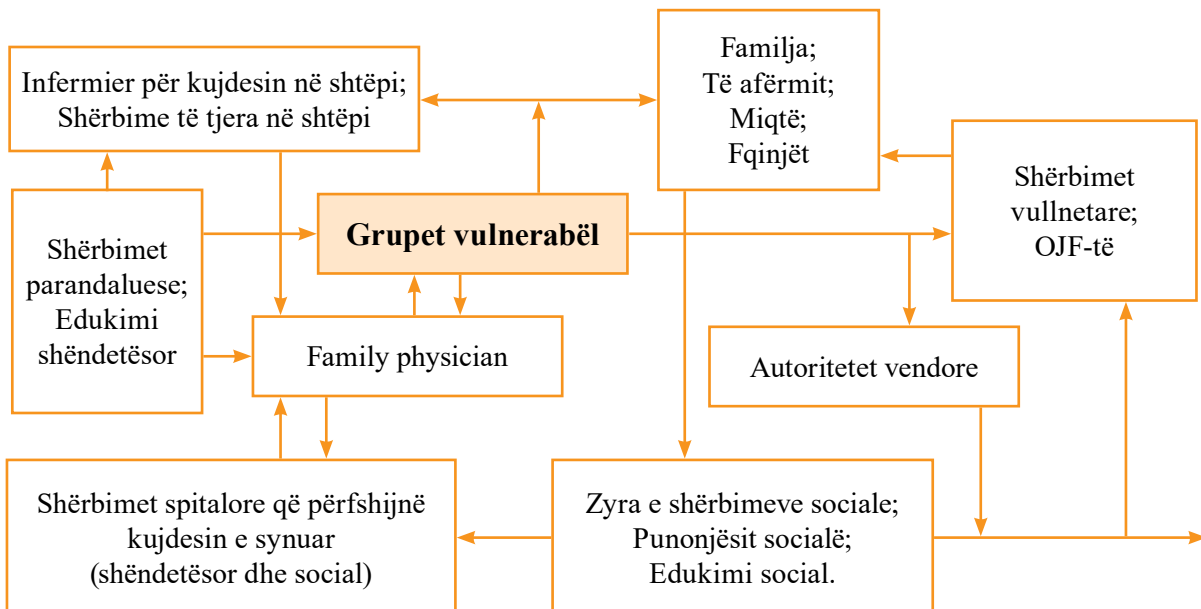 Infermier për kujdesin në shtëpi;
Shërbime të tjera në shtëpi
Familja;
Të afërmit;
Miqtë;
Fqinjët
Shërbimet
vullnetare;
OJF-të
Shërbimet
parandaluese;
Edukimi
shëndetësor
Grupet vulnerabël
Family physician
Autoritetet vendore
Shërbimet spitalore që përfshijnë
kujdesin e synuar
(shëndetësor dhe social)
Zyra e shërbimeve sociale;
Punonjësit socialë;
Edukimi social.